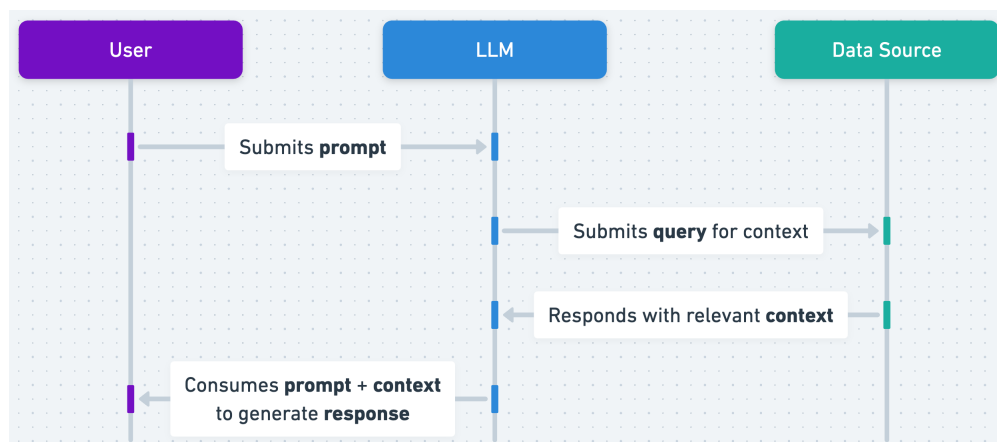 User
LLM
Data Source
Submits prompt
Submits query for context
Responds with relevant context
Consumes prompt + context
to generate response